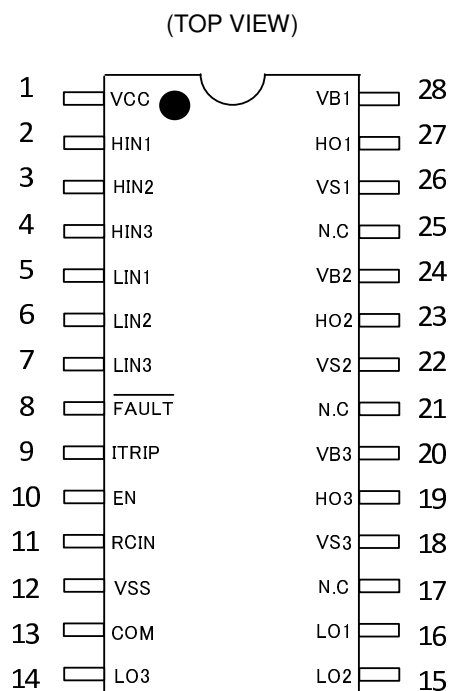 (TOP VIEW)
1 VCC VB1 28
2 HIN1 HO1 27
3 HIN2 VS1 26
4 HIN3 N.C 25
5 LIN1 VB2 24
6 LIN2 HO2 23
7 LIN3 VS2 22
8 FAULT N.C 21
9 ITRIP VB3 20
10 EN HO3 19
11 RCIN VS3 18
12 VSS N.C 17
13 COM LO1 16
14 LO3 LO2 15